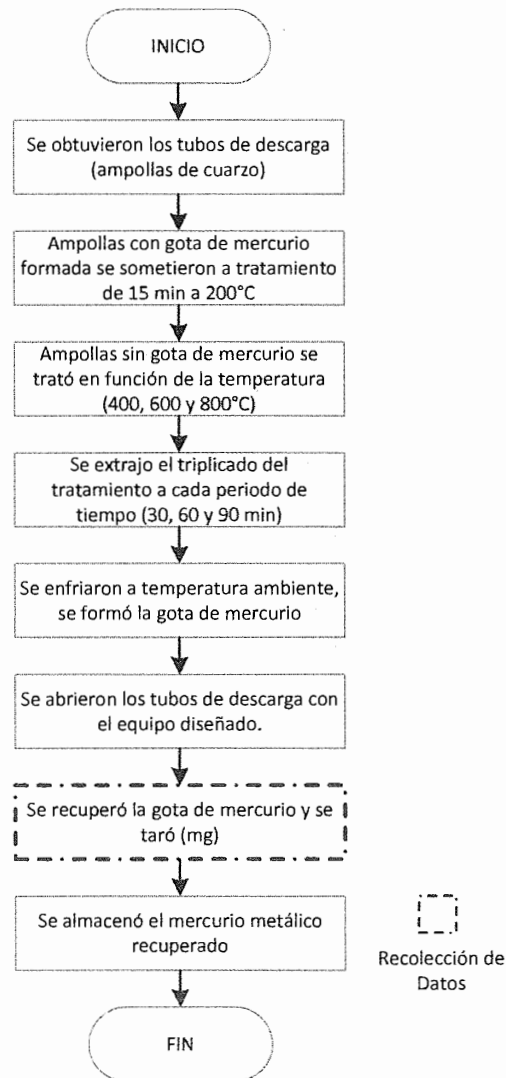 INICIO
Se obtuvieron los tubos de descarga
(ampollas de cuarzo)
Ampollas con gota de mercurio
formada se sometieron a tratamiento
de 15 min a 200°C
Ampollas sin gota de mercurio se
trató en función de la temperatura
(400, 600 y 800°C)
Se extrajo el triplicado del
tratamiento a cada periodo de
tiempo (30, 60 y 90 min)
Se enfriaron a temperatura ambiente,
se formó la gota de mercurio
Se abrieron los tubos de descarga con
el equipo diseñado.
Se recuperó la gota de mercurio y se
taró (mg)
Se almacenó el mercurio metálico
recuperado
Recolección de
Datos
FIN